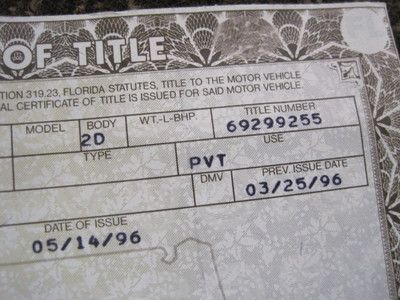 OF TITLE
TION 319.23, FLORIDA STATUTES, TITLE TO THE MOTOR VEHICLE
AL CERTIFICATE OF TITLE IS ISSUED FOR SAID MOTOR VEHICLE.
MODEL BODY WT.-L-BHP. TITLE NUMBER
2D 69299255
TYPE USE
PVT
DMV PREV. ISSUE DATE
03/25/96
DATE OF ISSUE
05/14/96